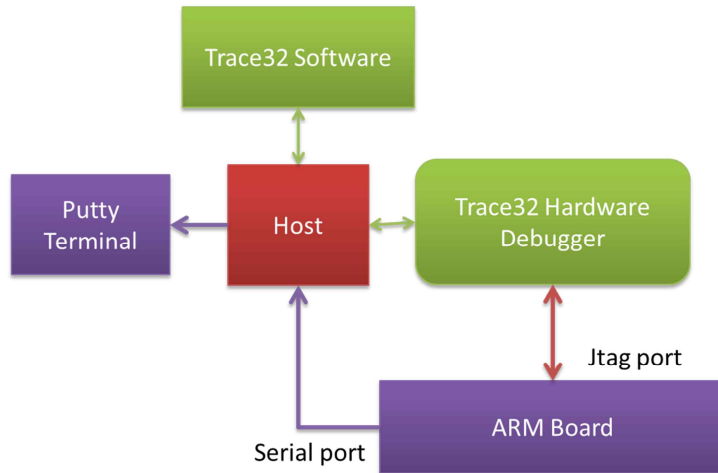 Trace32 Software
Putty
Terminal
Host
Trace32 Hardware
Debugger
Jtag port
Serial port
ARM Board